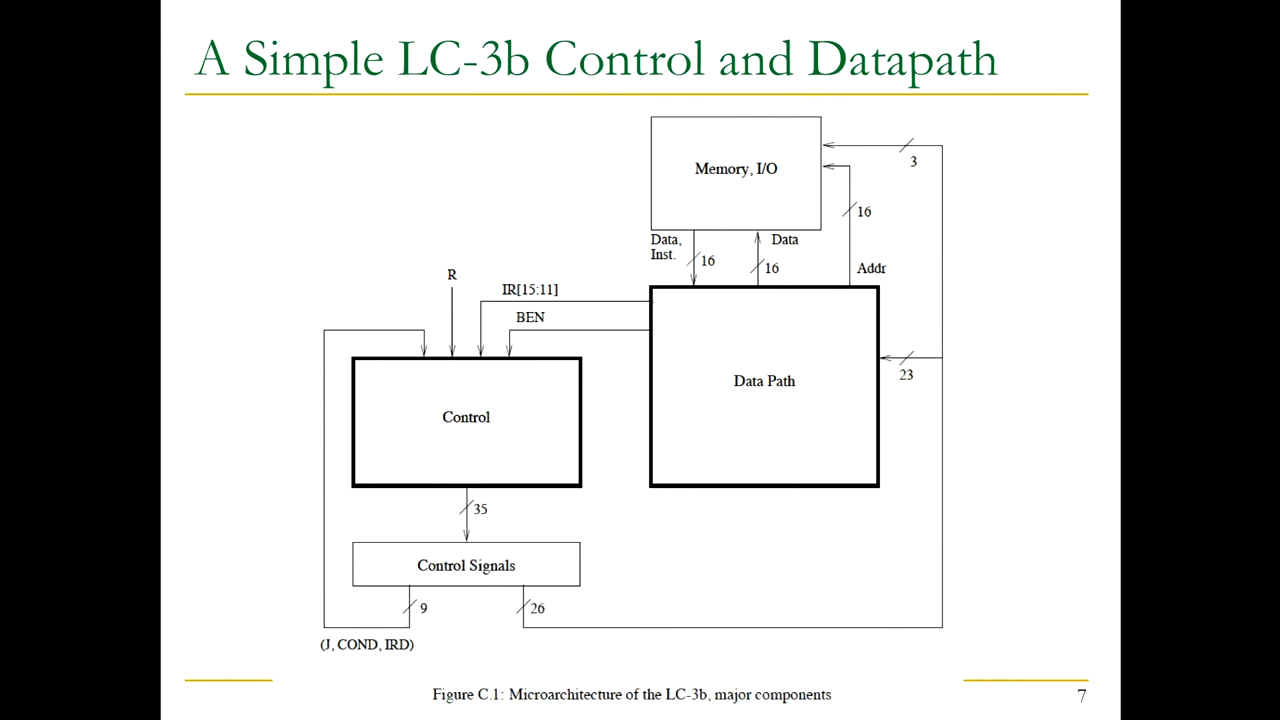 A Simple LC-3b Control and Datapath
Memory, I/O
3
16
Data,
Inst.
16
Data
16
Addr
R
IR[15:11]
BEN
Control
Data Path
23
35
Control Signals
9
26
(J, COND, IRD)
Figure C.1: Microarchitecture of the LC-3b, major components
7